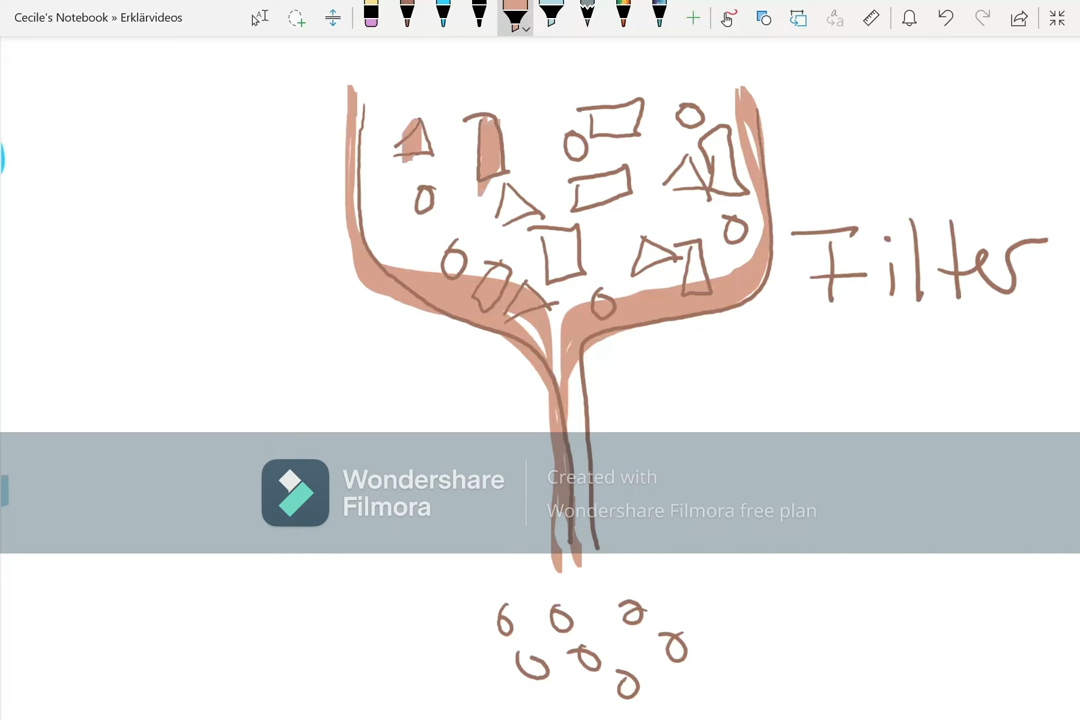 Cecile's Notebook » Erklärvideos
Filter
Wondershare
Filmora
Created with
Wondershare Filmora free plan